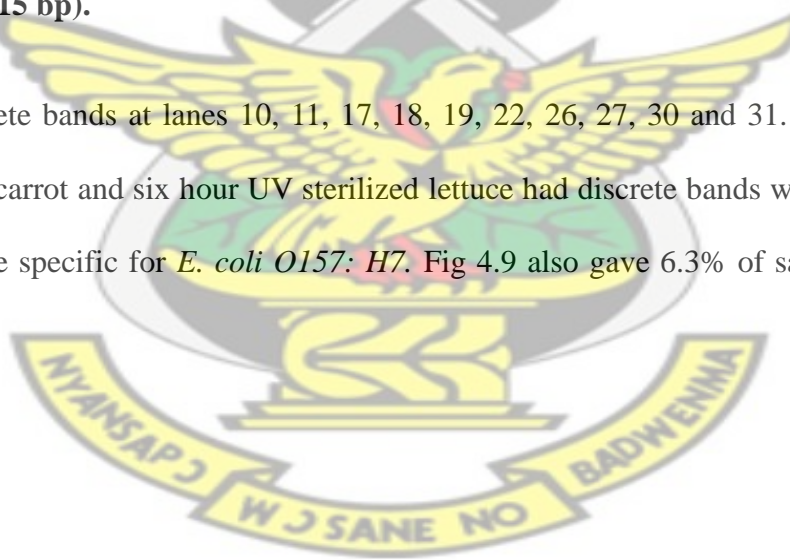 15 bp).
ete bands at lanes 10, 11, 17, 18, 19, 22, 26, 27, 30 and 31.
carrot and six hour UV sterilized lettuce had discrete bands w
e specific for E. coli O157: H7. Fig 4.9 also gave 6.3% of sa
NYANSAPƆ
WƆ SANE NO
BADWENMA